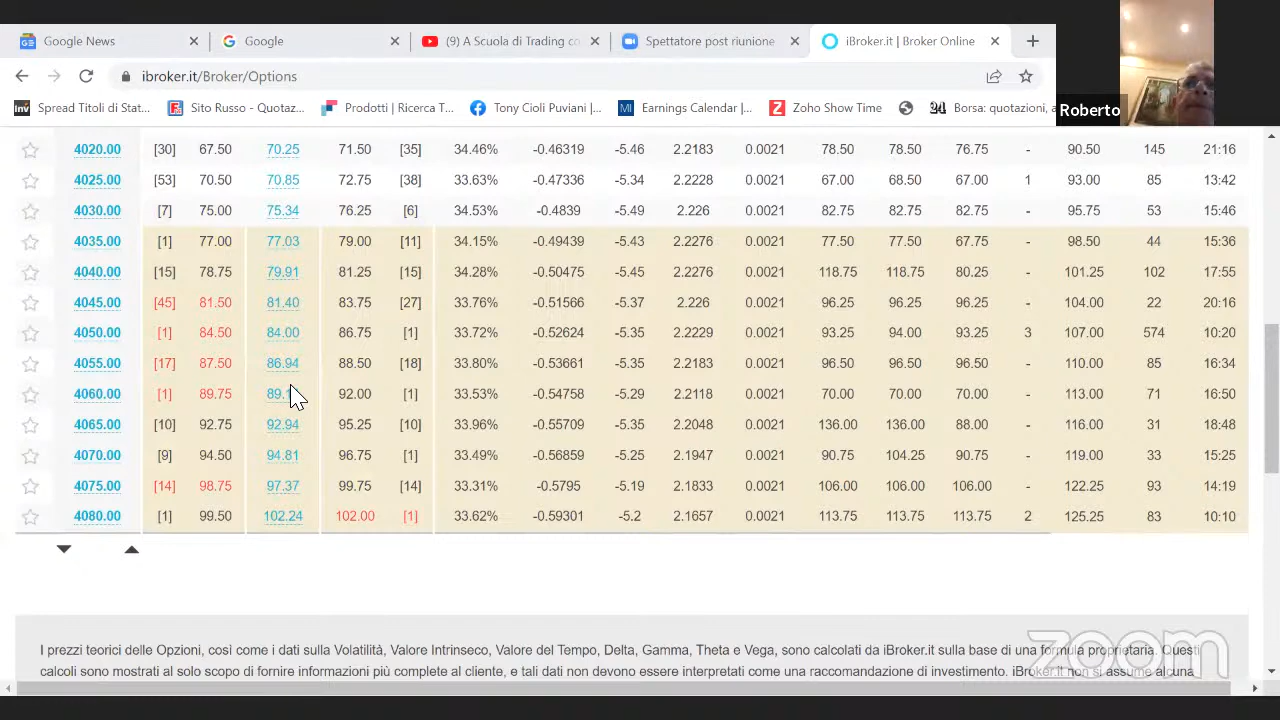 Google News
Google
(9) A Scuola di Trading co
Spettatore post riunione
iBroker.it | Broker Online
ibroker.it/Broker/Options
Spread Titoli di Stat...
Sito Russo - Quotaz...
Prodotti | Ricerca T...
Tony Cioli Puviani |...
Earnings Calendar |...
Zoho Show Time
Borsa: quotazioni, a
Roberto
4020.00 [30] 67.50 70.25 71.50 [35] 34.46% -0.46319 -5.46 2.2183 0.0021 78.50 78.50 76.75 - 90.50 145 21:16
4025.00 [53] 70.50 70.85 72.75 [38] 33.63% -0.47336 -5.34 2.2228 0.0021 67.00 68.50 67.00 1 93.00 85 13:42
4030.00 [7] 75.00 75.34 76.25 [6] 34.53% -0.4839 -5.49 2.226 0.0021 82.75 82.75 82.75 - 95.75 53 15:46
4035.00 [1] 77.00 77.03 79.00 [11] 34.15% -0.49439 -5.43 2.2276 0.0021 77.50 77.50 67.75 - 98.50 44 15:36
4040.00 [15] 78.75 79.91 81.25 [15] 34.28% -0.50475 -5.45 2.2276 0.0021 118.75 118.75 80.25 - 101.25 102 17:55
4045.00 [45] 81.50 81.40 83.75 [27] 33.76% -0.51566 -5.37 2.226 0.0021 96.25 96.25 96.25 - 104.00 22 20:16
4050.00 [1] 84.50 84.00 86.75 [1] 33.72% -0.52624 -5.35 2.2229 0.0021 93.25 94.00 93.25 3 107.00 574 10:20
4055.00 [17] 87.50 86.94 88.50 [18] 33.80% -0.53661 -5.35 2.2183 0.0021 96.50 96.50 96.50 - 110.00 85 16:34
4060.00 [1] 89.75 92.00 [1] 33.53% -0.54758 -5.29 2.2118 0.0021 70.00 70.00 70.00 - 113.00 71 16:50
4065.00 [10] 92.75 92.94 95.25 [10] 33.96% -0.55709 -5.35 2.2048 0.0021 136.00 136.00 88.00 - 116.00 31 18:48
4070.00 [9] 94.50 94.81 96.75 [1] 33.49% -0.56859 -5.25 2.1947 0.0021 90.75 104.25 90.75 - 119.00 33 15:25
4075.00 [14] 98.75 97.37 99.75 [14] 33.31% -0.5795 -5.19 2.1833 0.0021 106.00 106.00 106.00 - 122.25 93 14:19
4080.00 [1] 99.50 102.24 102.00 [1] 33.62% -0.59301 -5.2 2.1657 0.0021 113.75 113.75 113.75 2 125.25 83 10:10
I prezzi teorici delle Opzioni, così come i dati sulla Volatilità, Valore Intrinseco, Valore del Tempo, Delta, Gamma, Theta e Vega, sono calcolati da iBroker.it sulla base di una formula proprietaria. Questi
calcoli sono mostrati al solo scopo di fornire informazioni più complete al cliente, e tali dati non devono essere interpretati come una raccomandazione di investimento. iBroker.it non si assume alcuna
zoom